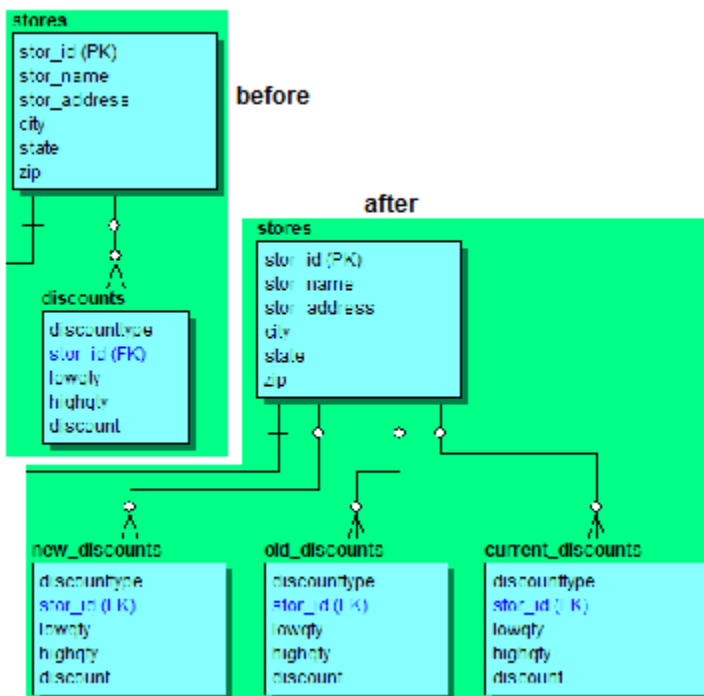 stores
stor_id (PK)
stor_name
stor_address
city
state
zip
before
discounts
discounttype
stor_id (FK)
lowqty
highqty
discount
after
stores
stor_id (PK)
stor_name
stor_address
city
state
zip
new_discounts
discounttype
stor_id (FK)
lowqty
highqty
discount
old_discounts
discounttype
stor_id (FK)
lowqty
highqty
discount
current_discounts
discounttype
stor_id (FK)
lowqty
highqty
discount